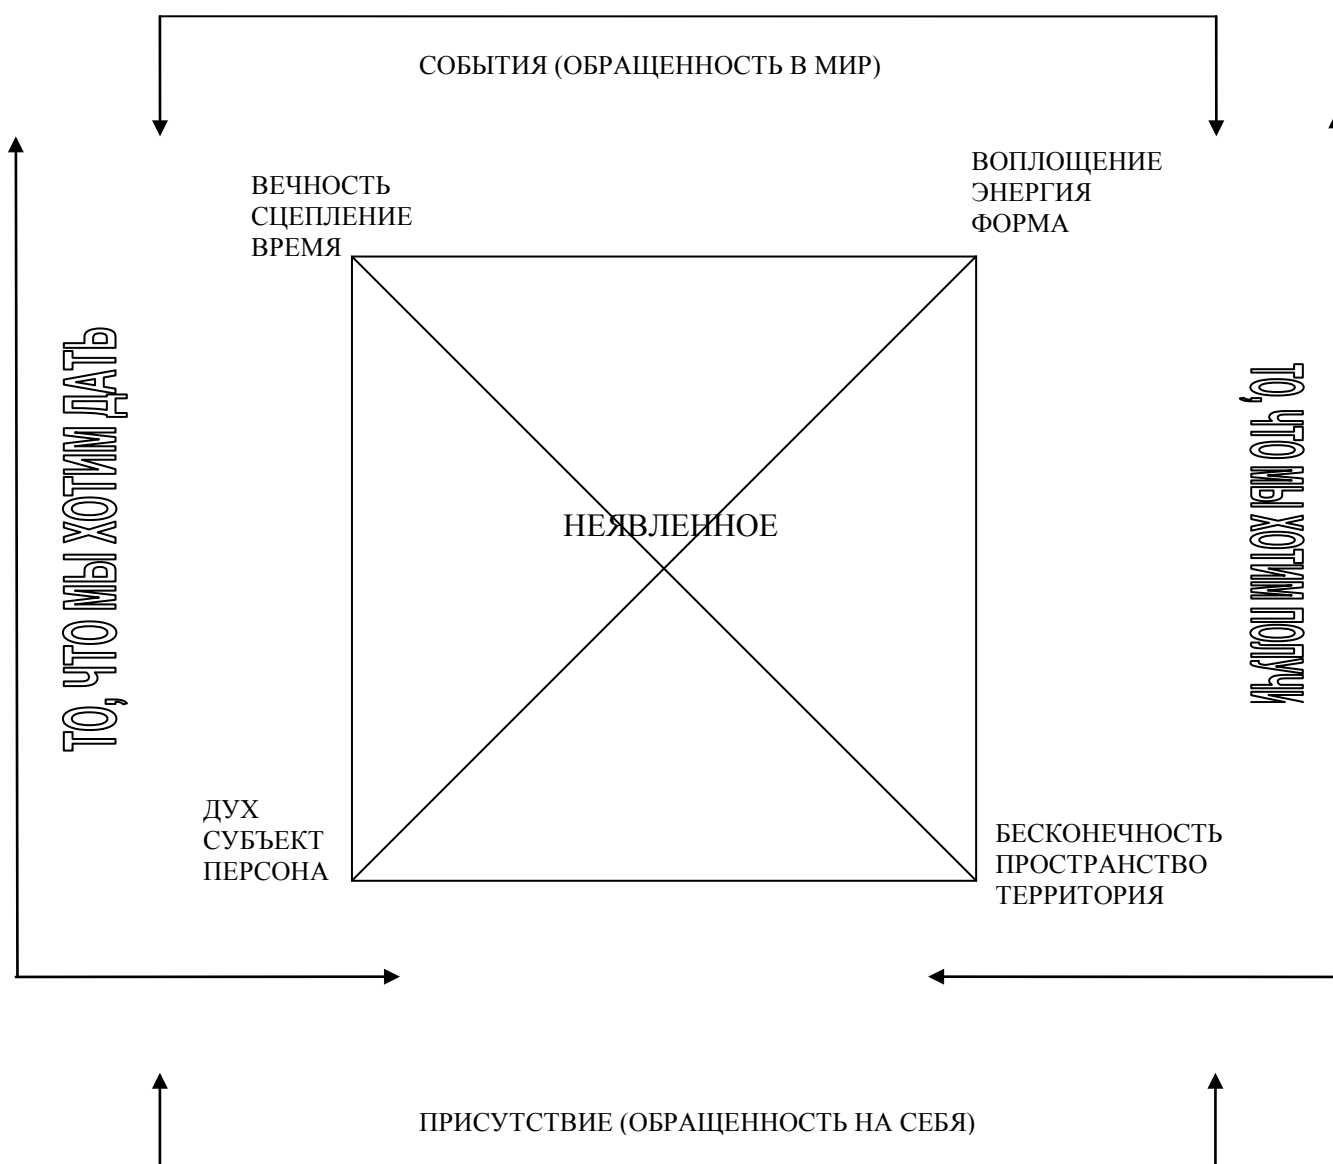 СОБЫТИЯ (ОБРАЩЕННОСТЬ В МИР)
ВЕЧНОСТЬ
СЦЕПЛЕНИЕ
ВРЕМЯ
ВОПЛОЩЕНИЕ
ЭНЕРГИЯ
ФОРМА
ТО, ЧТО МЫ ХОТИМ ДАТЬ
НЕЯВЛЕННОЕ
ТО, ЧТО МЫ ХОТИМ ПОЛУЧИ
ДУХ
СУБЪЕКТ
ПЕРСОНА
БЕСКОНЕЧНОСТЬ
ПРОСТРАНСТВО
ТЕРРИТОРИЯ
ПРИСУТСТВИЕ (ОБРАЩЕННОСТЬ НА СЕБЯ)